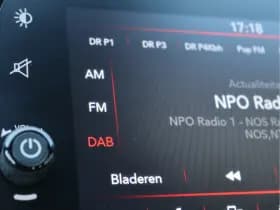 17:18
DR P1 DR P3 DR P4Kbh Pop FM
AM
Actualiteit
FM
NPO Rad
NPO Radio 1 - NOS R
NOS,N
DAB
VOL
Bladeren